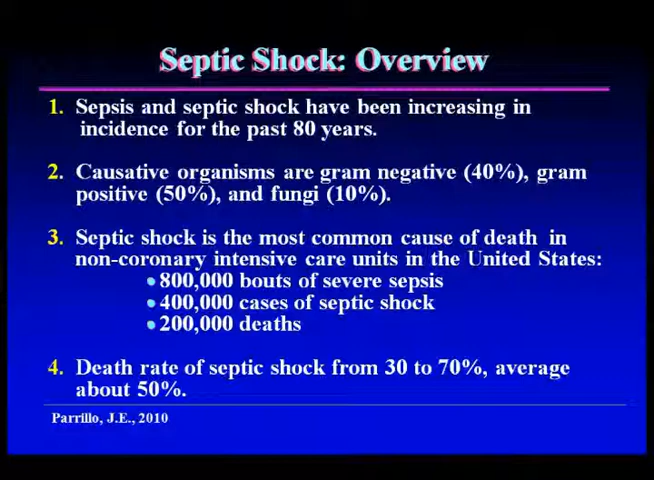 Septic Shock: Overview
1. Sepsis and septic shock have been increasing in
incidence for the past 80 years.
2. Causative organisms are gram negative (40%), gram
positive (50%), and fungi (10%).
3. Septic shock is the most common cause of death in
non-coronary intensive care units in the United States:
•800,000 bouts of severe sepsis
•400,000 cases of septic shock
•200,000 deaths
4. Death rate of septic shock from 30 to 70%, average
about 50%.
Parrillo, J.E., 2010